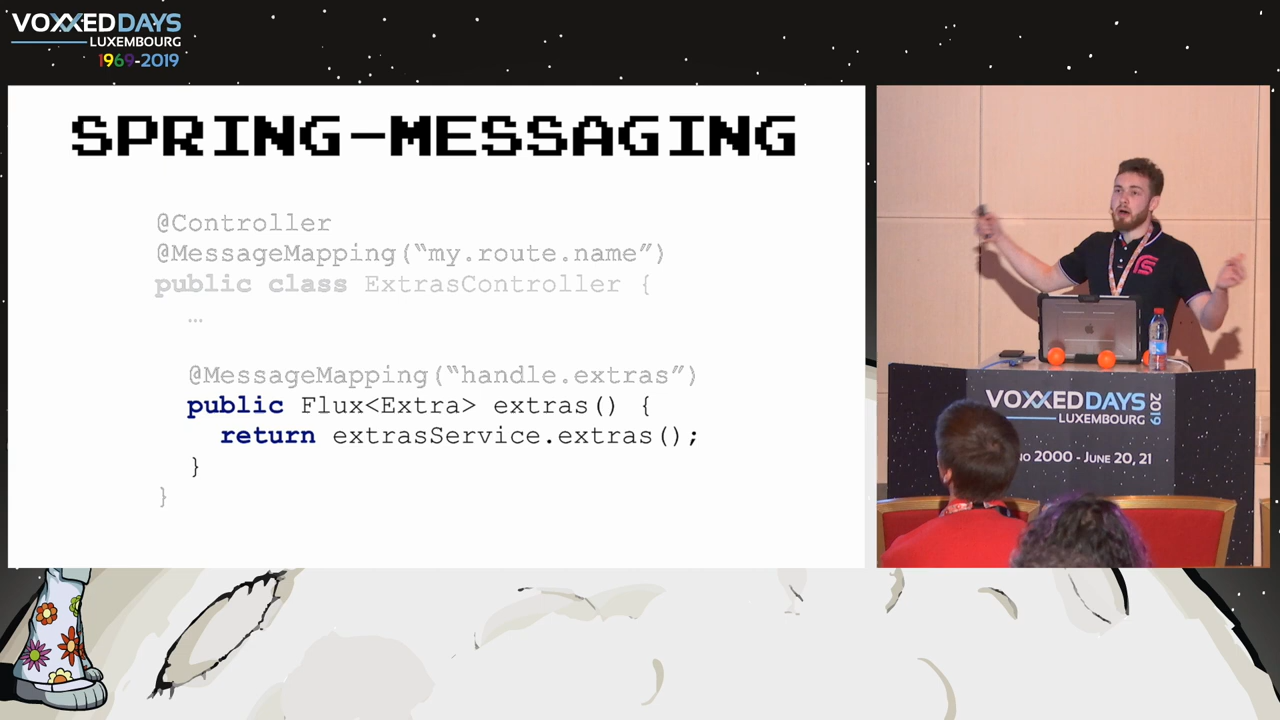 VOXXED DAYS
LUXEMBOURG
1969-2019
SPRING-MESSAGING
@Controller
@MessageMapping(“my.route.name”)
public class ExtrasController {
…
@MessageMapping(“handle.extras”)
public Flux<Extra> extras() {
return extrasService.extras();
}
}
VOXXED DAYS
LUXEMBOURG
2019
2000 - JUNE 20, 21